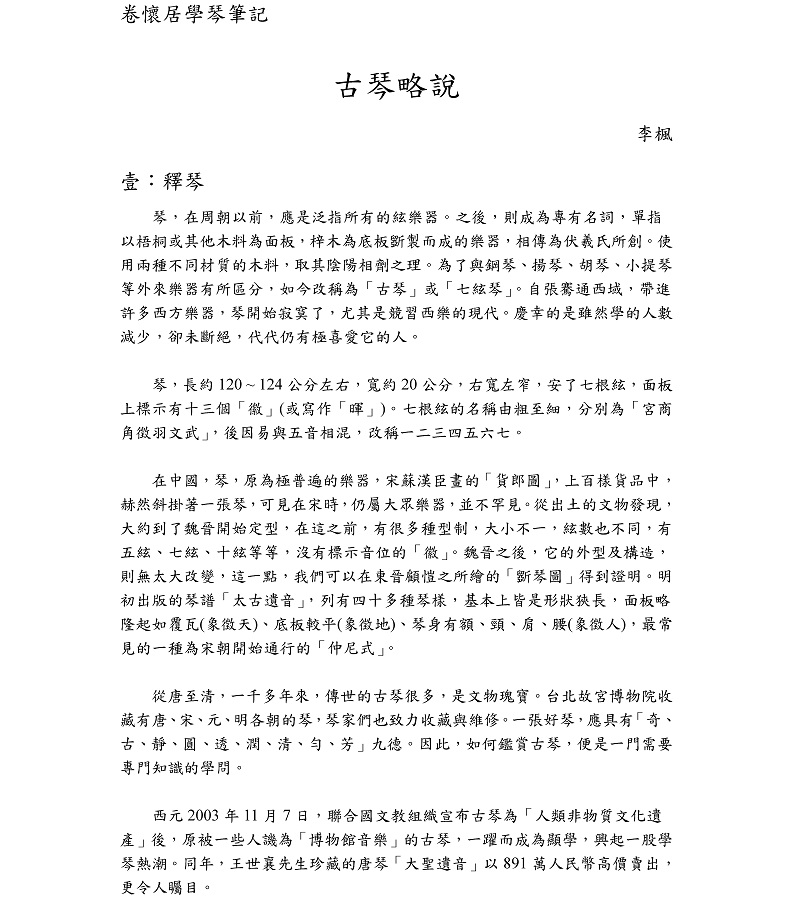 卷懷居學琴筆記
古琴略說
李楓
壹：釋琴
琴，在周朝以前，應是泛指所有的絃樂器。之後，則成為專有名詞，單指
以梧桐或其他木料為面板，梓木為底板斵製而成的樂器，相傳為伏羲氏所創。使
用兩種不同材質的木料，取其陰陽相劑之理。為了與鋼琴、揚琴、胡琴、小提琴
等外來樂器有所區分，如今改稱為「古琴」或「七絃琴」。自張騫通西域，帶進
許多西方樂器，琴開始寂寞了，尤其是競習西樂的現代。慶幸的是雖然學的人數
減少，卻未斷絕，代代仍有極喜愛它的人。
琴，長約 120 ~ 124 公分左右，寬約 20 公分，右寬左窄，安了七根絃，面板
上標示有十三個「徽」(或寫作「暉」)。七根絃的名稱由粗至細，分別為「宮商
角徵羽文武」，後因易與五音相混，改稱一二三四五六七。
在中國，琴，原為極普遍的樂器，宋蘇漢臣畫的「貨郎圖」，上百樣貨品中，
赫然斜掛著一張琴，可見在宋時，仍屬大眾樂器，並不罕見。從出土的文物發現，
大約到了魏晉開始定型，在這之前，有很多種型制，大小不一，絃數也不同，有
五絃、七絃、十絃等等，沒有標示音位的「徽」。魏晉之後，它的外型及構造，
則無太大改變，這一點，我們可以在東晉顧愷之所繪的「斵琴圖」得到證明。明
初出版的琴譜「太古遺音」，列有四十多種琴樣，基本上皆是形狀狹長，面板略
隆起如覆瓦(象徵天)、底板較平(象徵地)、琴身有額、頸、肩、腰(象徵人)，最常
見的一種為宋朝開始通行的「仲尼式」。
從唐至清，一千多年來，傳世的古琴很多，是文物瑰寶。台北故宮博物院收
藏有唐、宋、元、明各朝的琴，琴家們也致力收藏與維修。一張好琴，應具有「奇、
古、靜、圓、透、潤、清、勻、芳」九德。因此，如何鑑賞古琴，便是一門需要
專門知識的學問。
西元 2003 年 11 月 7 日，聯合國文教組織宣布古琴為「人類非物質文化遺
產」後，原被一些人譏為「博物館音樂」的古琴，一躍而成為顯學，興起一股學
琴熱潮。同年，王世襄先生珍藏的唐琴「大聖遺音」以 891 萬人民幣高價賣出，
更令人矚目。